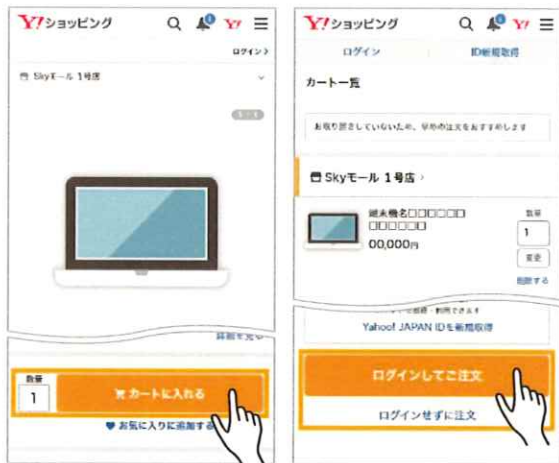 Y!ショッピング
Y!
ログイン >
Skyモール 1号店
数量
1
カートに入れる
お気に入りに追加する
Y!ショッピング
Y!
ログイン
ID新規取得
カート一覧
お取り置きしていないため、早めの注文をおすすめします
Skyモール 1号店 >
端末機名□□□□□□
□□□□□□
00,000円
数量
1
変更
削除する
Yahoo! JAPAN IDを新規取得
ログインしてご注文
ログインせずに注文